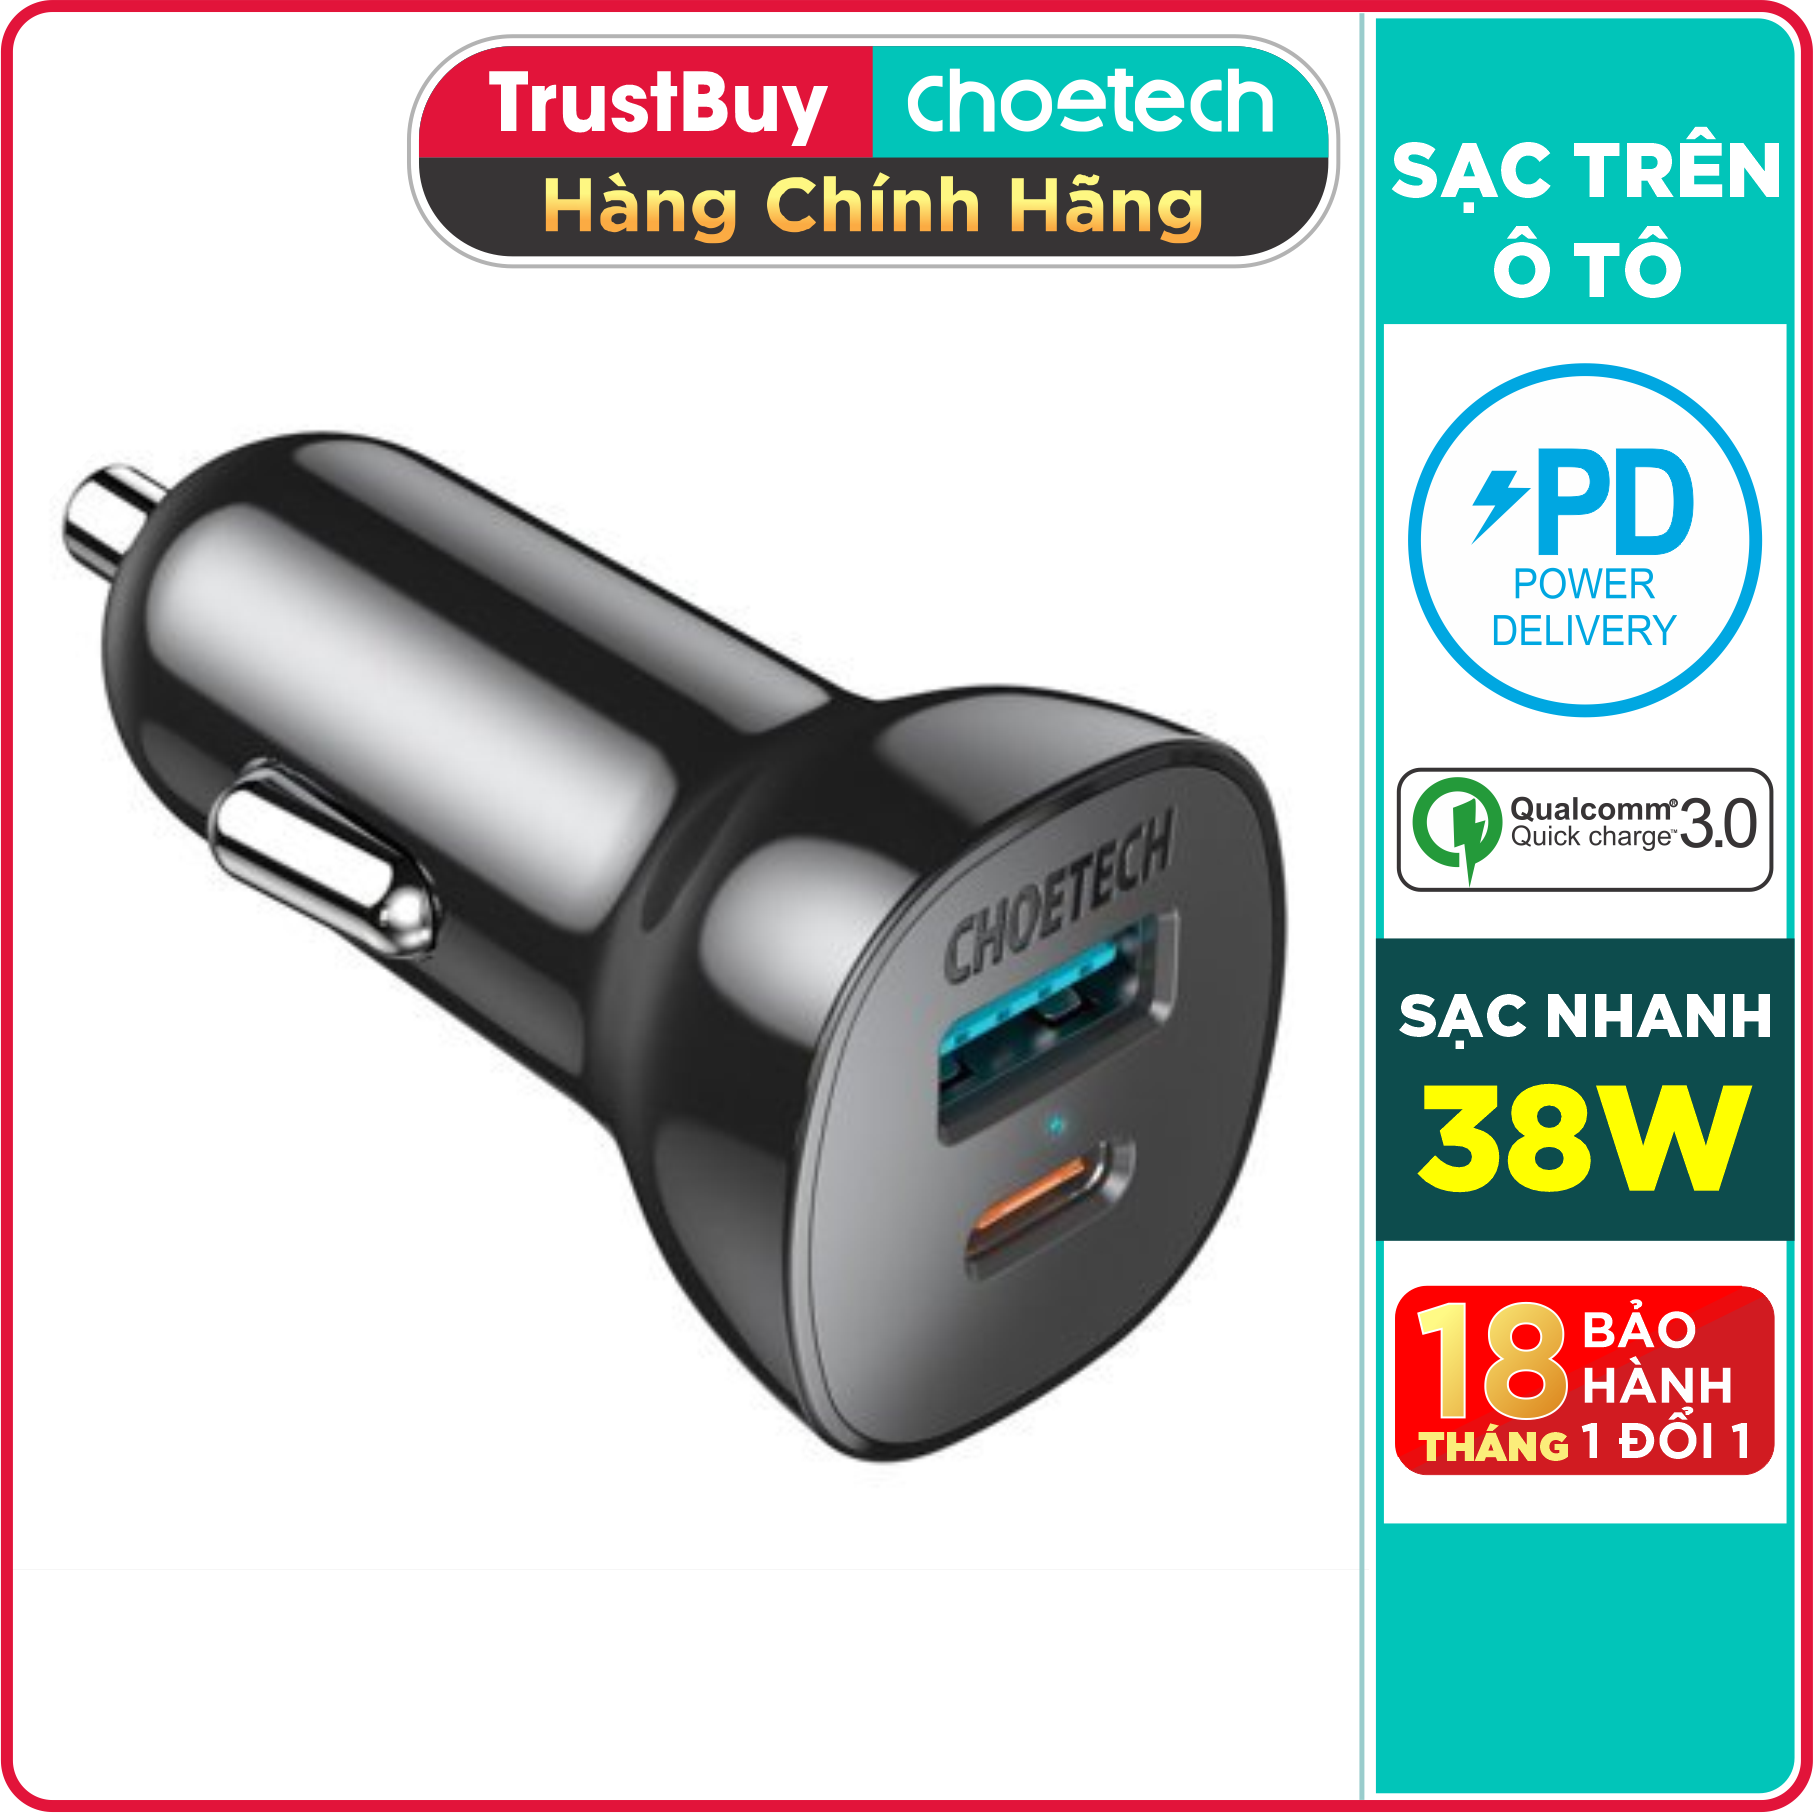 TrustBuy choetech
Hàng Chính Hãng
SẠC TRÊN
Ô TÔ
PD
POWER
DELIVERY
Qualcomm® 3.0
Quick charge™
CHOETECH
SẠC NHANH
38W
18 THÁNG
BẢO
HÀNH
1 ĐỔI 1